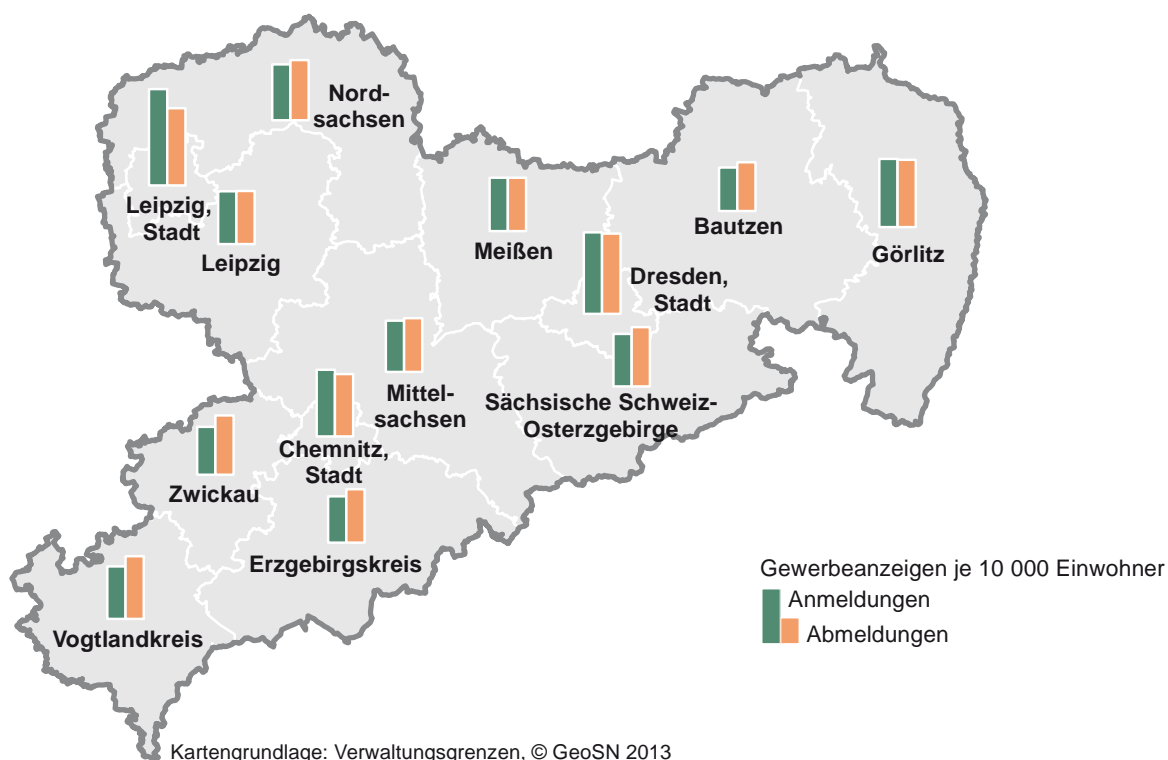 Nord-
sachsen
Leipzig,
Stadt
Leipzig
Meißen
Bautzen
Görlitz
Dresden,
Stadt
Mittel-
sachsen
Sächsische Schweiz-
Osterzgebirge
Chemnitz,
Stadt
Zwickau
Erzgebirgskreis
Vogtlandkreis
Gewerbeanzeigen je 10 000 Einwohner
Anmeldungen
Abmeldungen
Kartengrundlage: Verwaltungsgrenzen, © GeoSN 2013